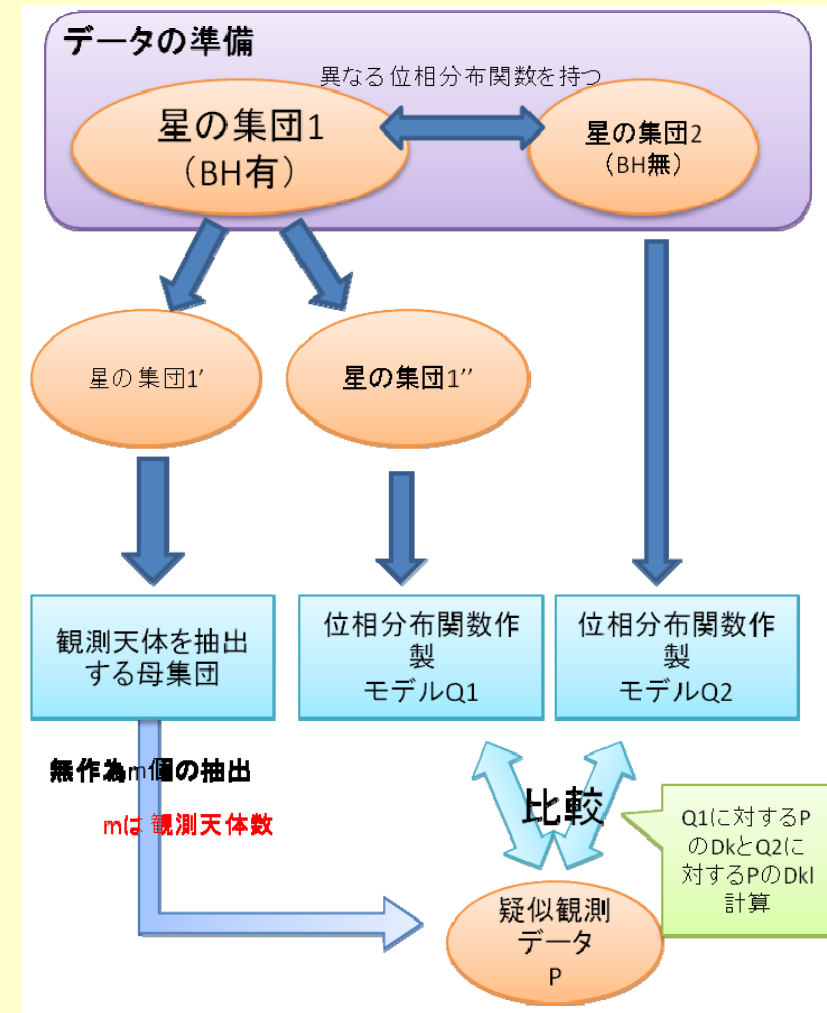 データの準備
異なる位相分布関数を持つ
星の集団1
（BH有）
星の集団2
（BH無）
星の集団1′
星の集団1′′
観測天体を抽出
する母集団
位相分布関数作
製
モデルQ1
位相分布関数作
製
モデルQ2
無作為m個の抽出
mは 観測天体数
比較
Q1に対するP
のDkとQ2に
対するPのDkl
計算
疑似観測
データ
P